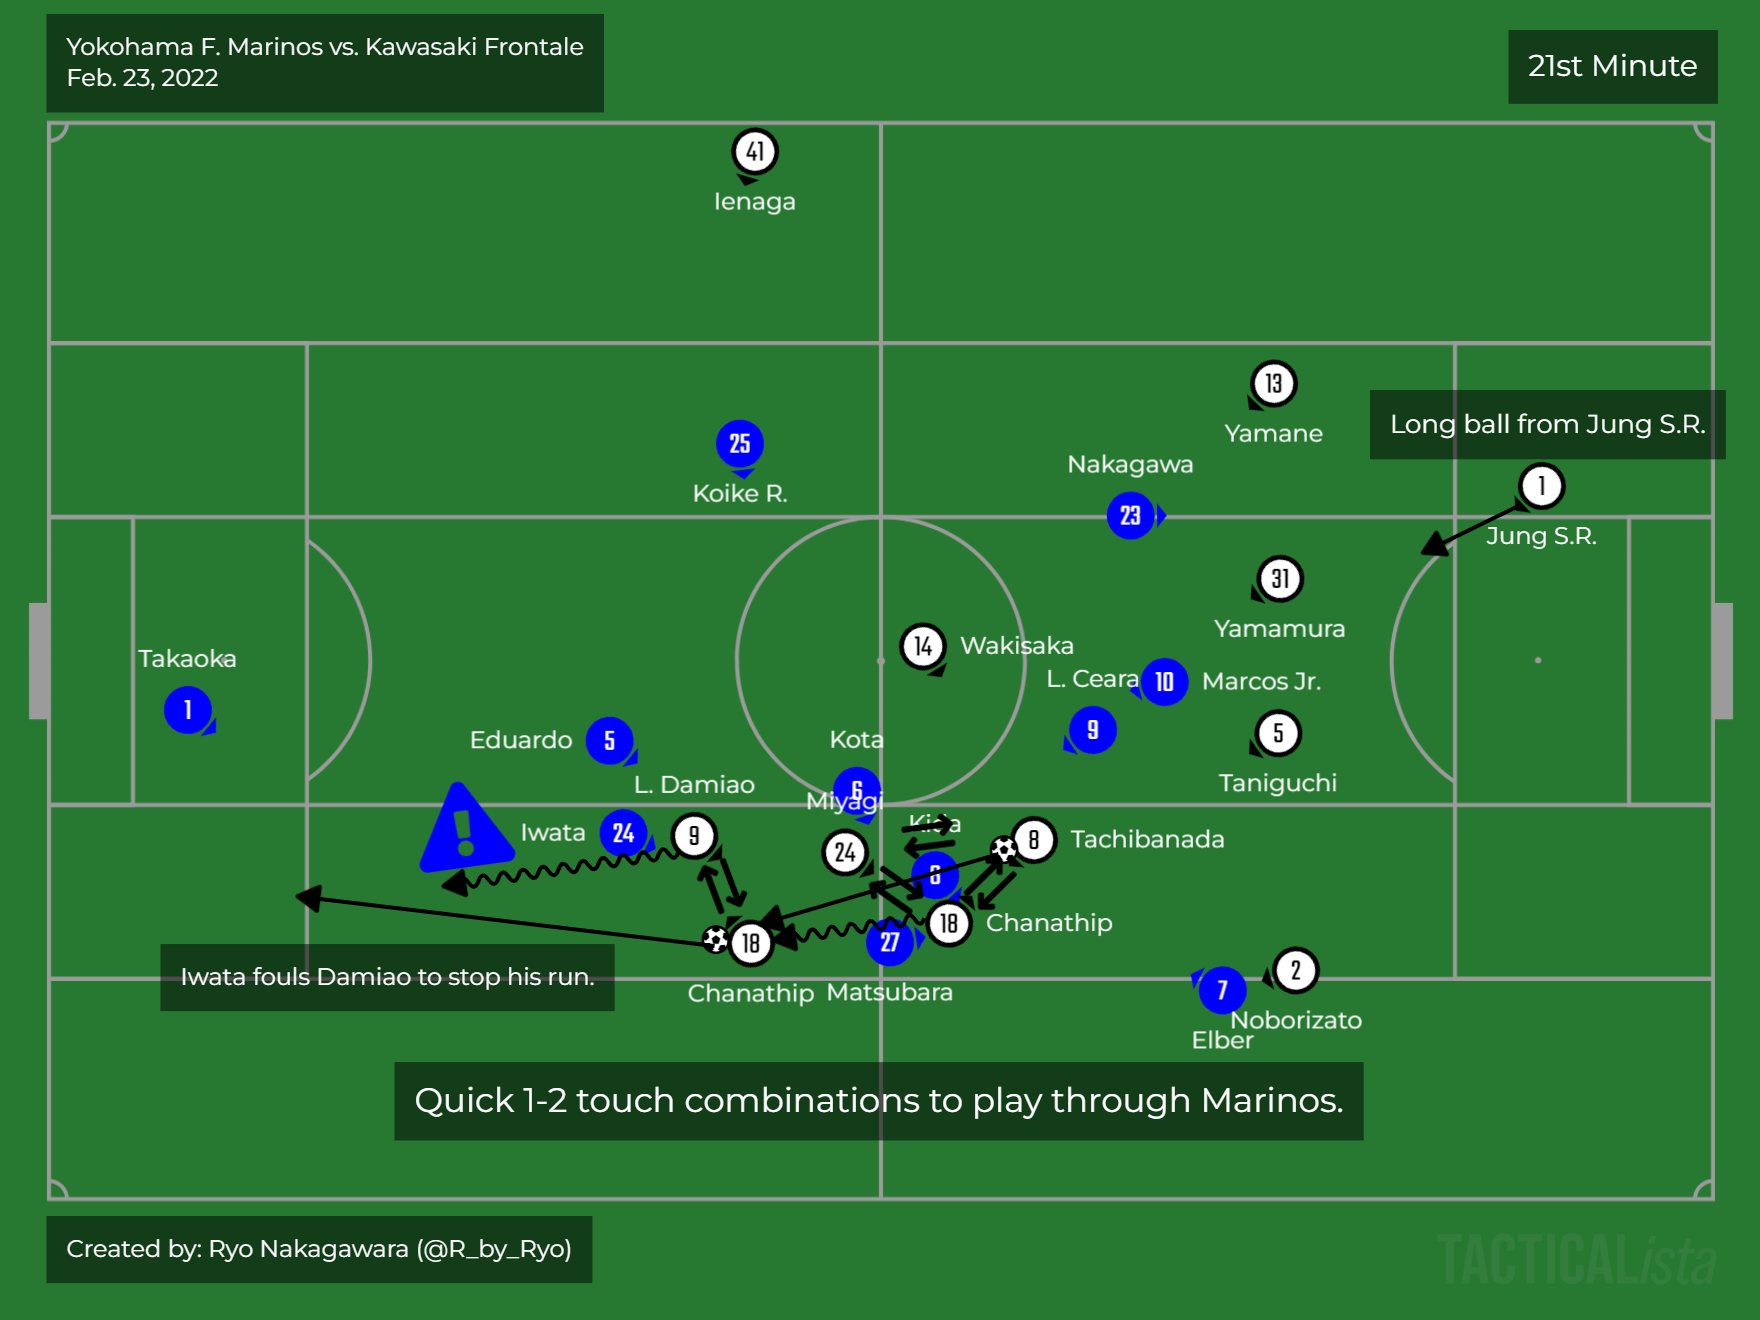 Yokohama F. Marinos vs. Kawasaki Frontale
Feb. 23, 2022
21st Minute
41
Ienaga
13
Yamane
Long ball from Jung S.R.
25
Koike R.
Nakagawa
23
1
Jung S.R.
31
Yamamura
14
Wakisaka
Takaoka
1
L. Ceara
10
Marcos Jr.
9
5
Taniguchi
Eduardo
5
Kota
6
L. Damiao
Miyagi
Kida
Iwata
24
9
24
8
Tachibanada
8
18
Chanathip
18
27
Chanathip
Matsubara
Iwata fouls Damiao to stop his run.
2
7
Noborizato
Elber
Quick 1-2 touch combinations to play through Marinos.
Created by: Ryo Nakagawara (@R_by_Ryo)
TACTICALista